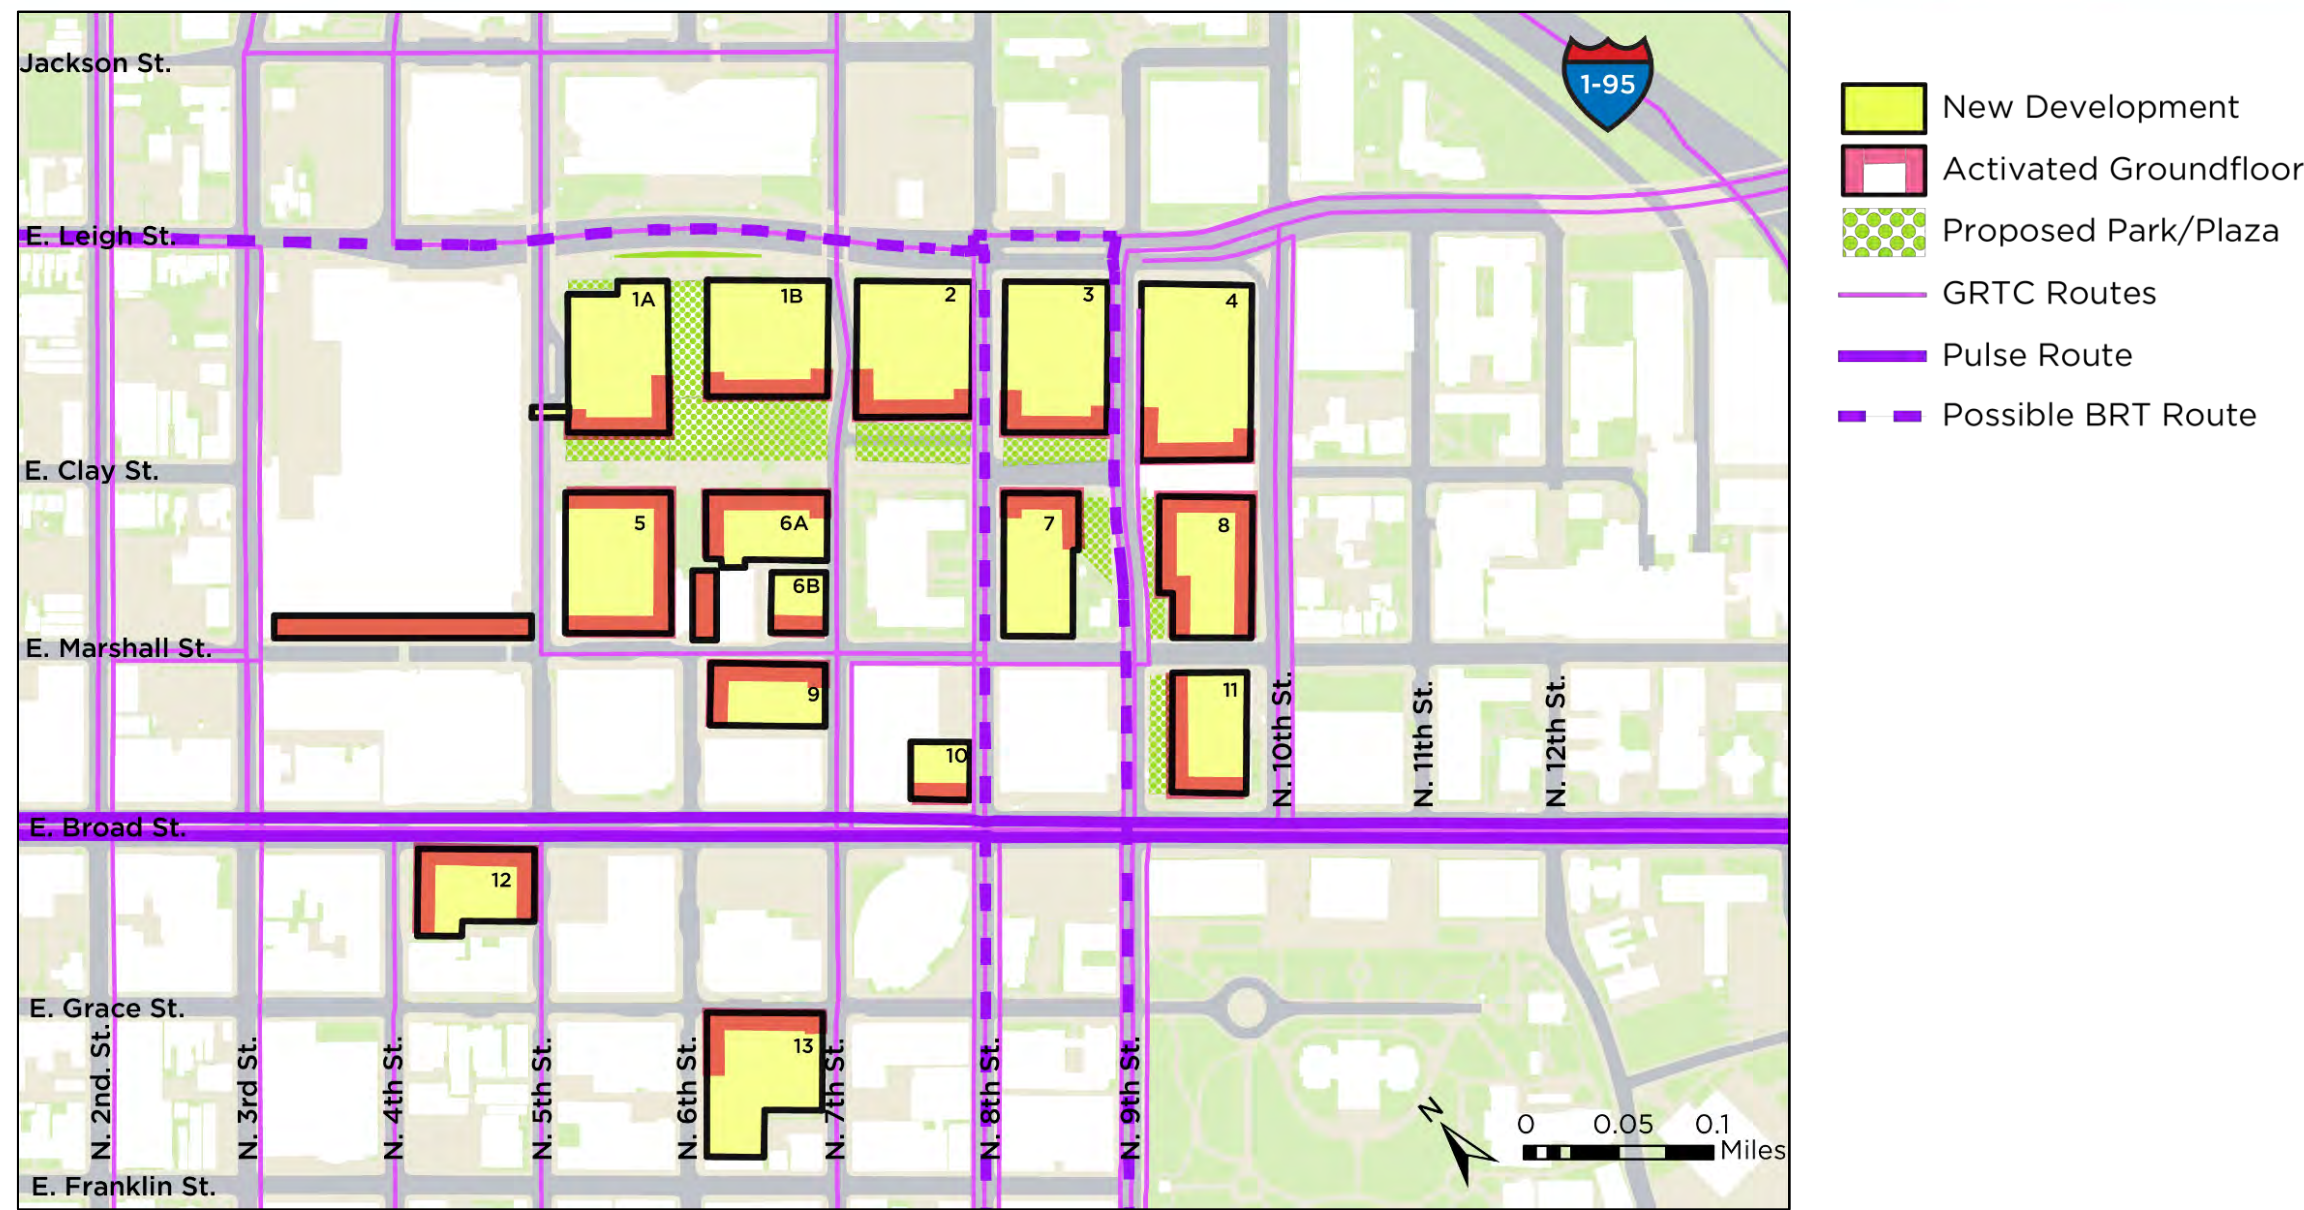 Jackson St.
1-95
E. Leigh St.
1A
1B
2
3
4
E. Clay St.
5
6A
7
8
6B
E. Marshall St.
9
11
10
N. 10th St.
N. 11th St.
N. 12th St.
E. Broad St.
12
E. Grace St.
13
N. 2nd. St.
N. 3rd St.
N. 4th St.
N. 5th St.
N. 6th St.
N. 7th St.
N. 8th St.
N. 9th St.
N
0 0.05 0.1
Miles
E. Franklin St.
New Development
Activated Groundfloor
Proposed Park/Plaza
GRTC Routes
Pulse Route
Possible BRT Route